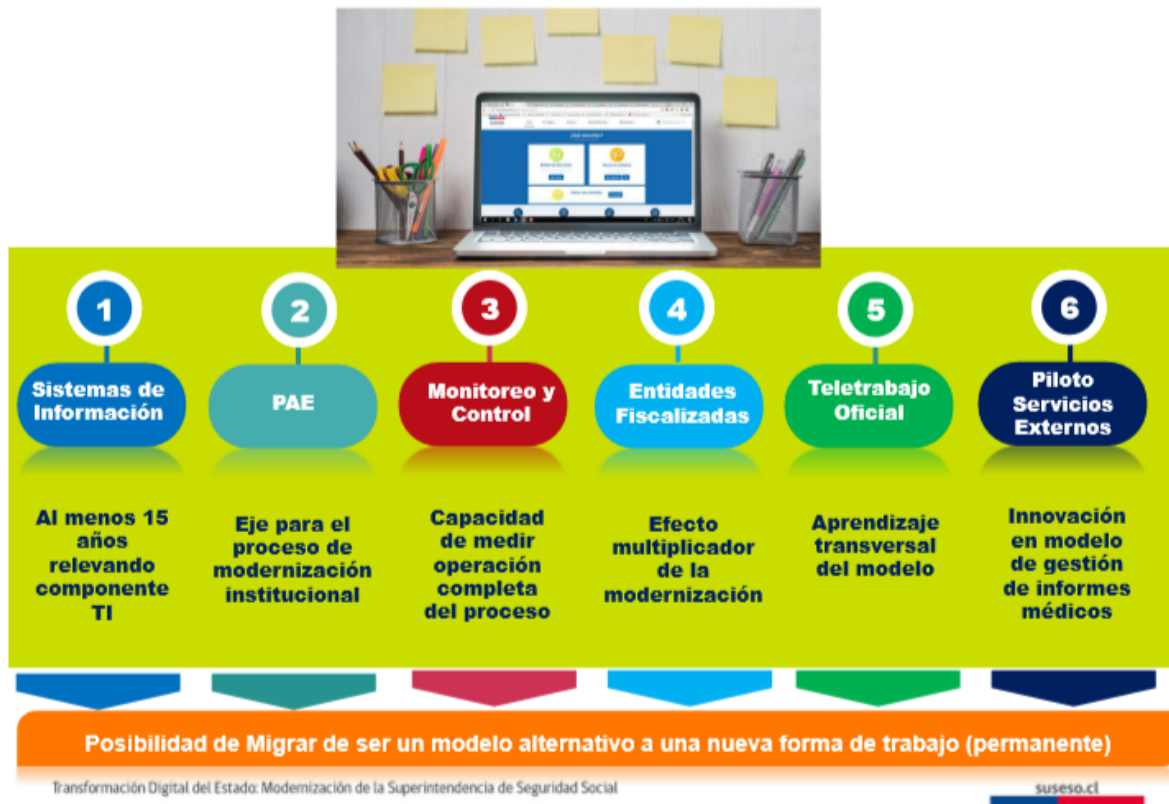 suseso
¿Qué necesitas?
1
2
3
4
5
6
Sistemas de
Información
PAE
Monitoreo y
Control
Entidades
Fiscalizadas
Teletrabajo
Oficial
Piloto
Servicios
Externos
Al menos 15
años
relevando
componente
TI
Eje para el
proceso de
modernización
institucional
Capacidad
de medir
operación
completa
del proceso
Efecto
multiplicador
de la
modernización
Aprendizaje
transversal
del modelo
Innovación
en modelo
de gestión
de informes
médicos
Posibilidad de Migrar de ser un modelo alternativo a una nueva forma de trabajo (permanente)
Transformación Digital del Estado: Modernización de la Superintendencia de Seguridad Social
suseso.cl